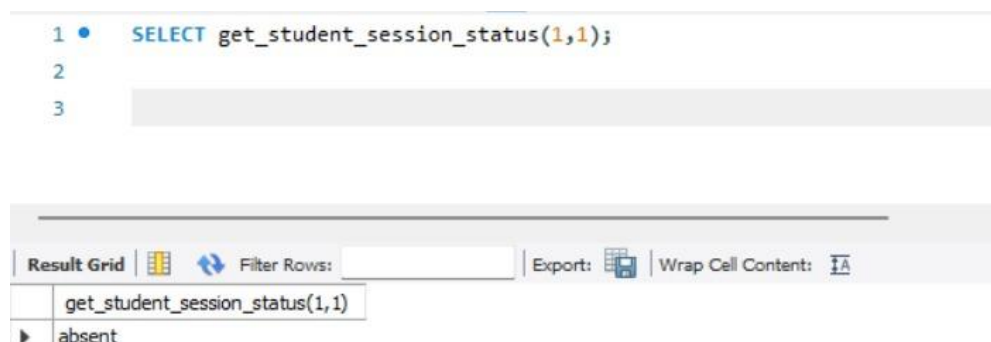 1 SELECT get_student_session_status(1,1);
2
3
Result Grid Filter Rows: Export: Wrap Cell Content: IA
get_student_session_status(1,1)
absent